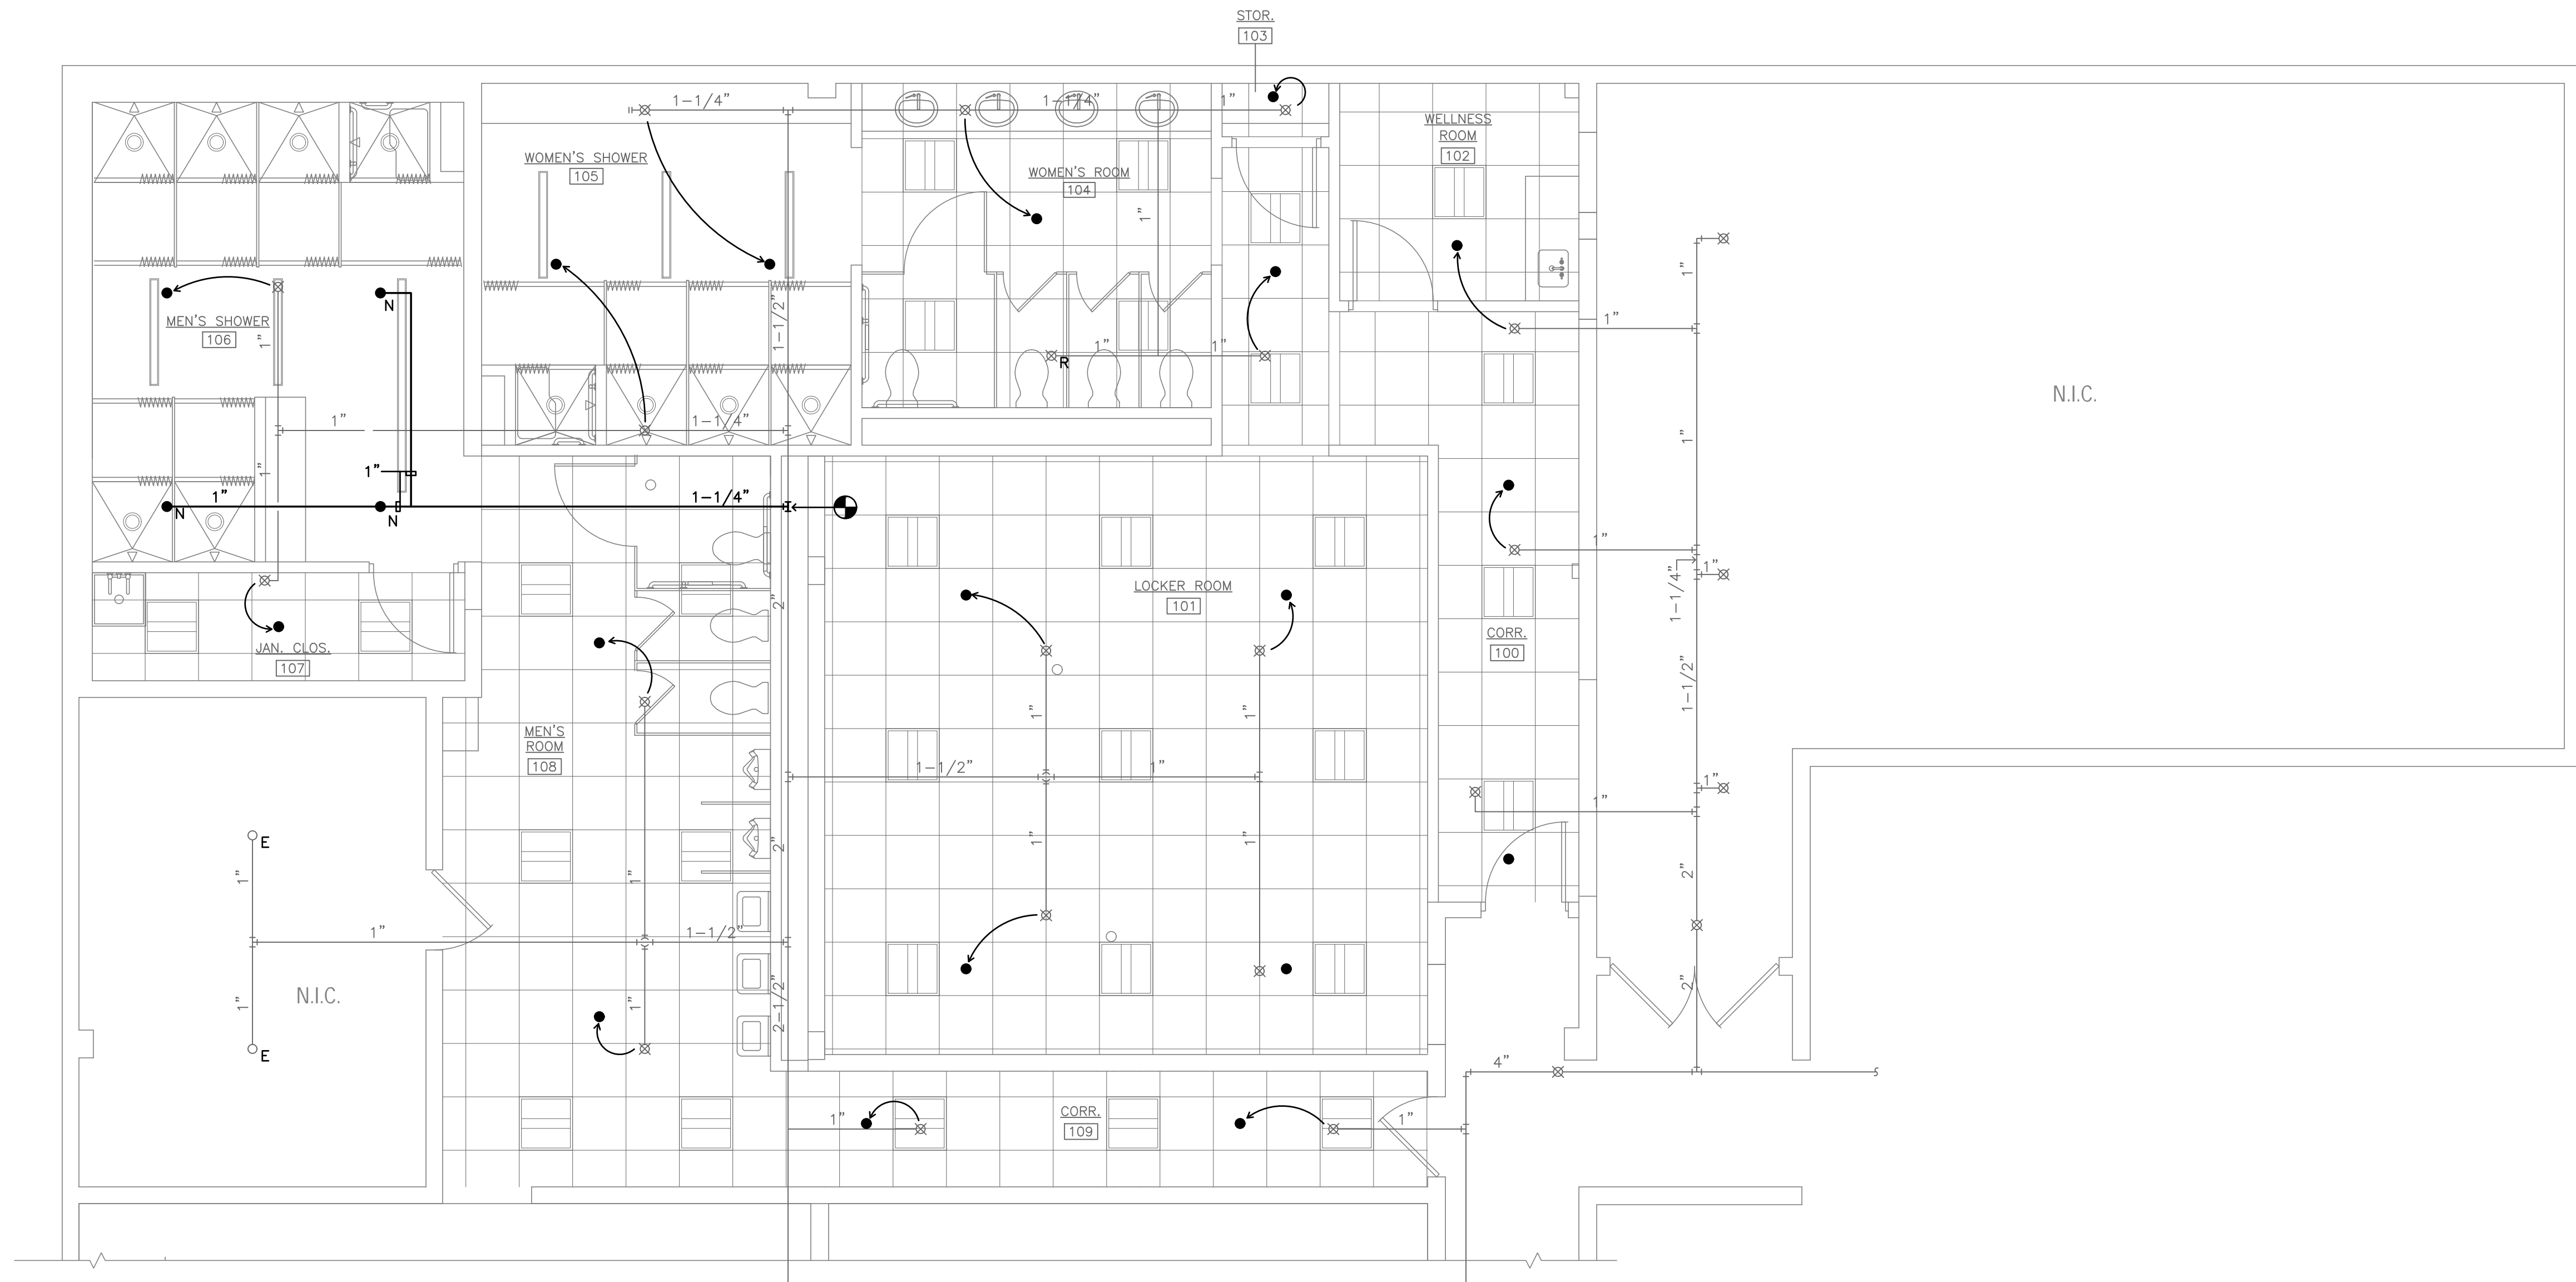 STOR.
103
1-1/4"
1-1/4"
1"
WELLNESS
ROOM
102
WOMEN'S SHOWER
105
WOMEN'S ROOM
104
1"
1"
N
MEN'S SHOWER
106
1"
1-1/2"
1"
1"
1"
R
N.I.C.
1"
1-1/4"
1"
1"
1"
1"
1-1/4"
N
N
1"
1"
1-1/4"
LOCKER ROOM
101
2"
CORR.
100
JAN. CLOS.
107
1-1/2"
MEN'S
ROOM
108
1"
1"
1-1/2"
1"
1"
1"
E
1"
1"
2"
1"
1"
2"
1"
1-1/2"
1"
1"
2-1/2"
2"
N.I.C.
E
4"
1"
CORR.
109
1"